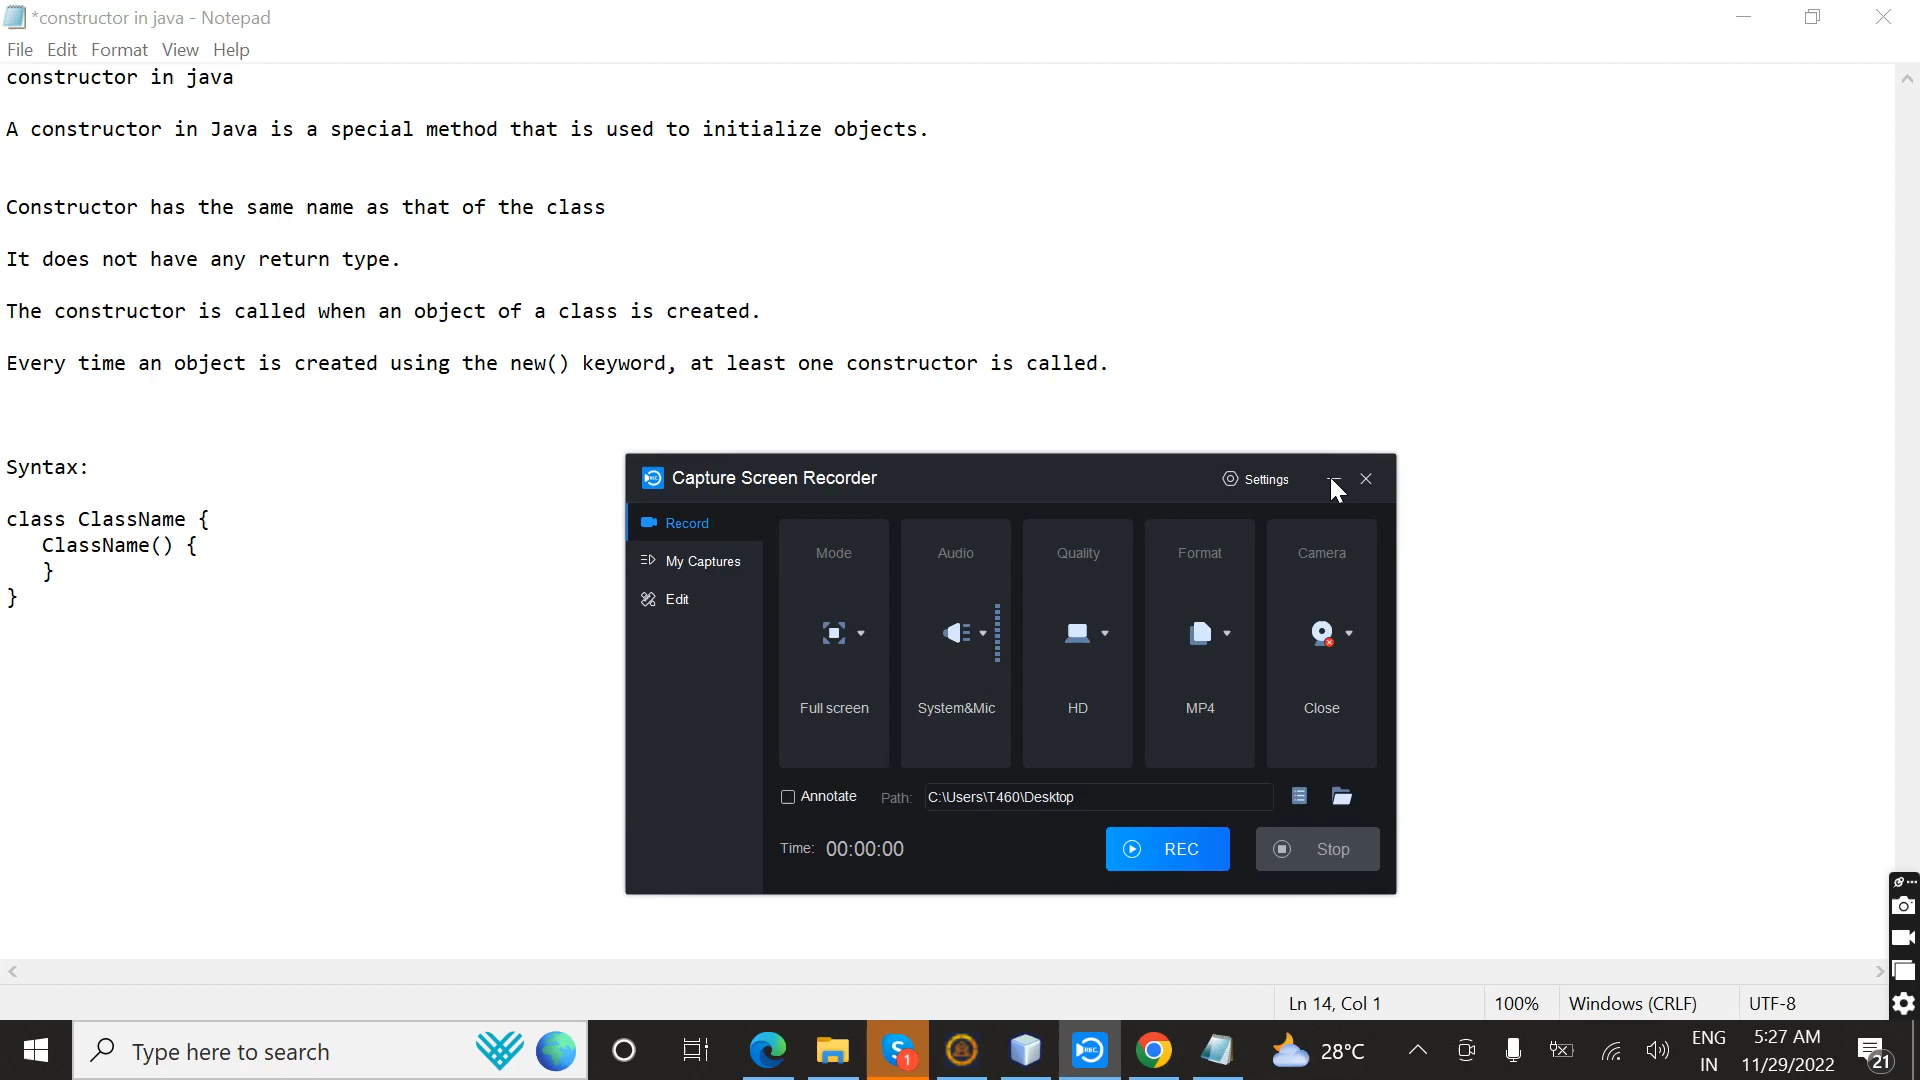 *constructor in java - Notepad
File Edit Format View Help
constructor in java
A constructor in Java is a special method that is used to initialize objects.
Constructor has the same name as that of the class
It does not have any return type.
The constructor is called when an object of a class is created.
Every time an object is created using the new() keyword, at least one constructor is called.
Syntax:
class ClassName {
ClassName() {
}
}
Capture Screen Recorder Settings
Record
My Captures
Edit
Mode Audio Quality Format Camera
Full screen System&Mic HD MP4 Close
Annotate Path: C:\Users\T460\Desktop
Time: 00:00:00 REC Stop
Ln 14, Col 1 100% Windows (CRLF) UTF-8
Type here to search S 1 REC 28°C ENG IN 5:27 AM 11/29/2022 21